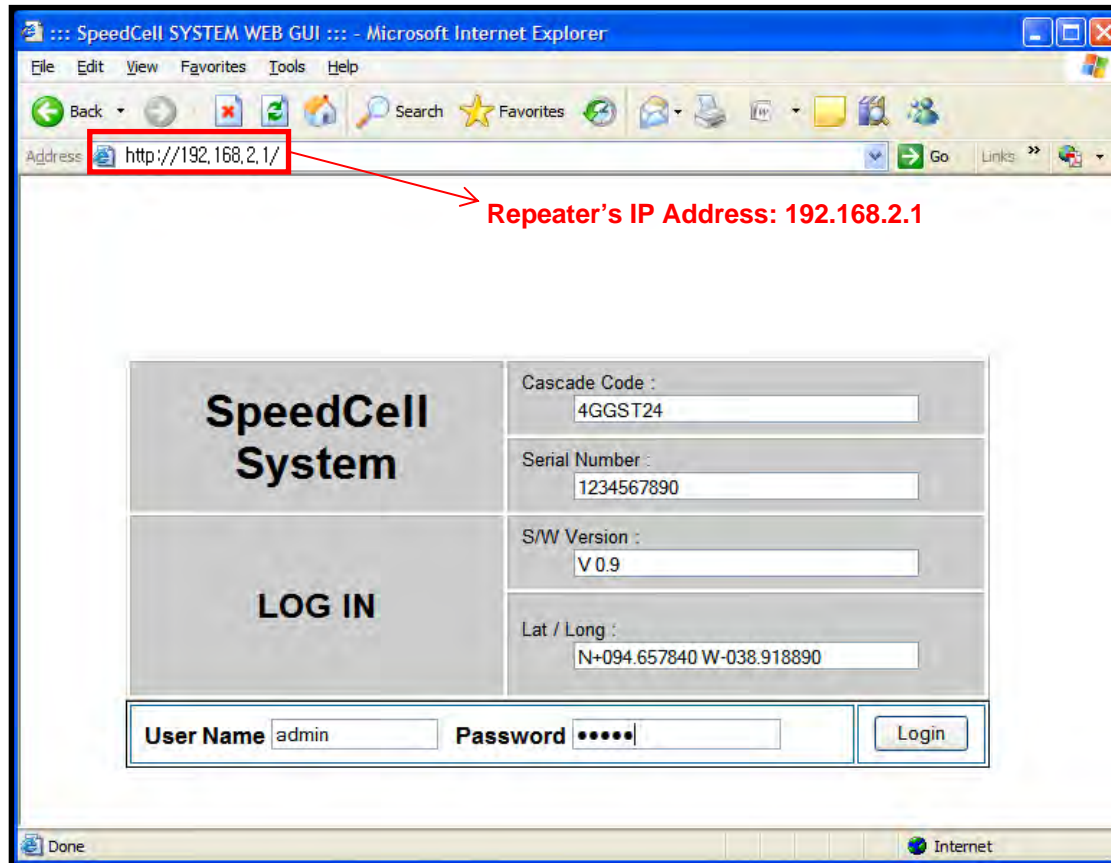 ::: SpeedCell SYSTEM WEB GUI ::: - Microsoft Internet Explorer
File Edit View Favorites Tools Help
Back Search Favorites
Address http://192,168,2,1/ Go Links »
Repeater’s IP Address: 192.168.2.1
SpeedCell
System
Cascade Code :
4GGST24
Serial Number :
1234567890
LOG IN
S/W Version :
V 0.9
Lat / Long :
N+094.657840 W-038.918890
User Name admin Password ••••• Login
Done Internet